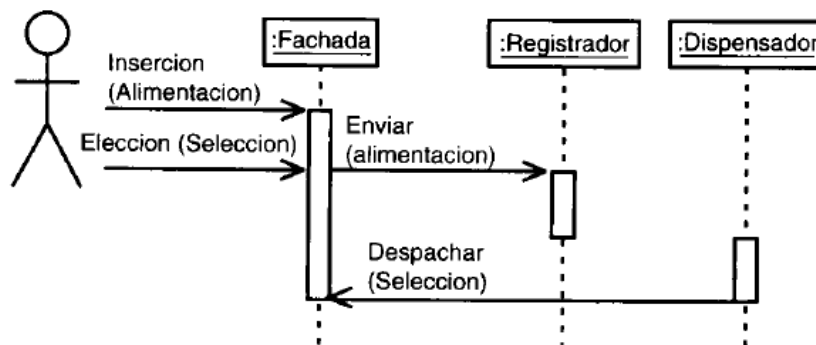 :Fachada
:Registrador
:Dispensador
Insercion
(Alimentacion)
Eleccion (Seleccion)
Enviar
(alimentacion)
Despachar
(Seleccion)